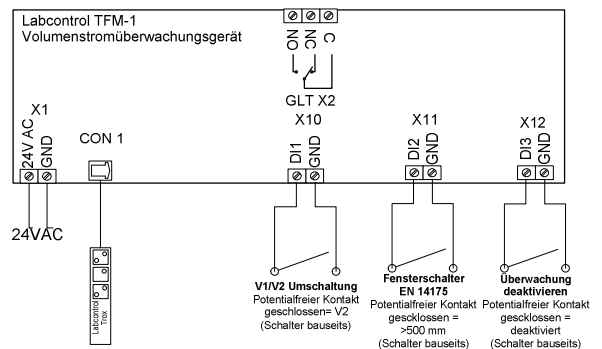 Labcontrol TFM-1
Volumenstromüberwachungsgerät
NO
NC
C
GLT X2
X1
24V AC
GND
CON 1
X10
DI1
GND
X11
DI2
GND
X12
DI3
GND
24VAC
Labcontrol
Trox
V1/V2 Umschaltung
Potentialfreier Kontakt
geschlossen= V2
(Schalter bauseits)
Fensterschalter
EN 14175
Potentialfreier Kontakt
gescklossen =
>500 mm
(Schalter bauseits)
Überwachung
deaktivieren
Potentialfreier Kontakt
gescklossen =
deaktiviert
(Schalter bauseits)